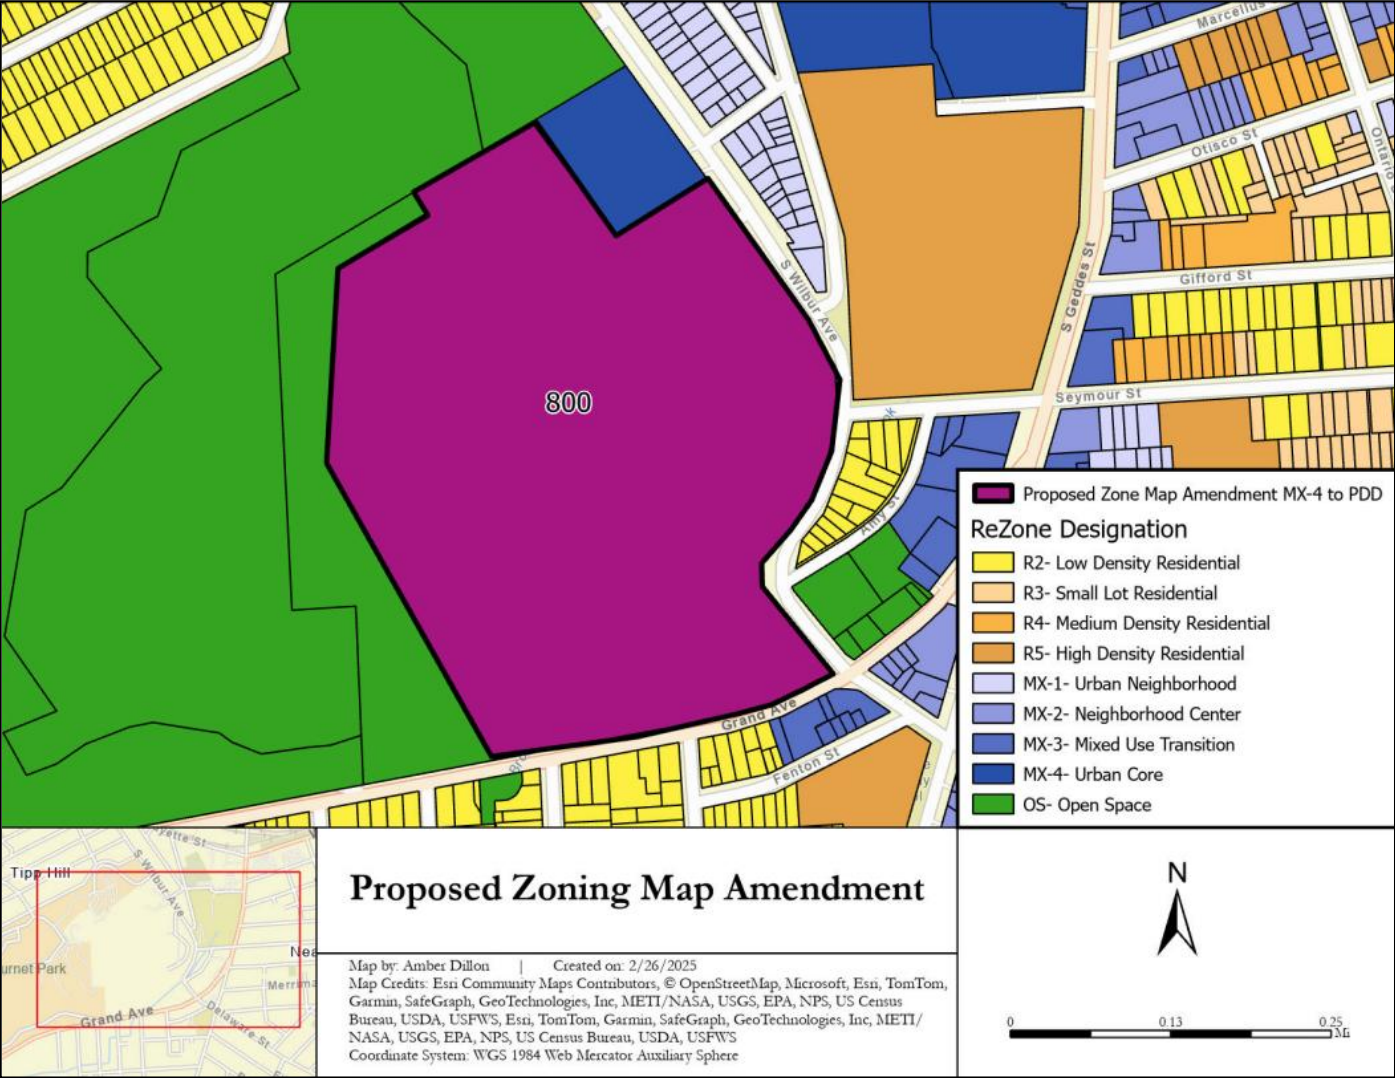 Marcellus
Otisco St
Ontario
S Wilbur Ave
S Geddes St
Gifford St
Seymour St
800
Amy St
Grand Ave
Fenton St
Proposed Zone Map Amendment MX-4 to PDD
ReZone Designation
R2- Low Density Residential
R3- Small Lot Residential
R4- Medium Density Residential
R5- High Density Residential
MX-1- Urban Neighborhood
MX-2- Neighborhood Center
MX-3- Mixed Use Transition
MX-4- Urban Core
OS- Open Space
ayette St
Tipp Hill
S Wilbur Ave
Nea
urnet Park
Merrima
Grand Ave
Delaware St
Proposed Zoning Map Amendment
Map by: Amber Dillon | Created on: 2/26/2025
Map Credits: Esri Community Maps Contributors, © OpenStreetMap, Microsoft, Esri, TomTom,
Garmin, SafeGraph, GeoTechnologies, Inc, METI/NASA, USGS, EPA, NPS, US Census
Bureau, USDA, USFWS, Esri, TomTom, Garmin, SafeGraph, GeoTechnologies, Inc, METI/
NASA, USGS, EPA, NPS, US Census Bureau, USDA, USFWS
Coordinate System: WGS 1984 Web Mercator Auxiliary Sphere
N
0 0.13 0.25
Mi